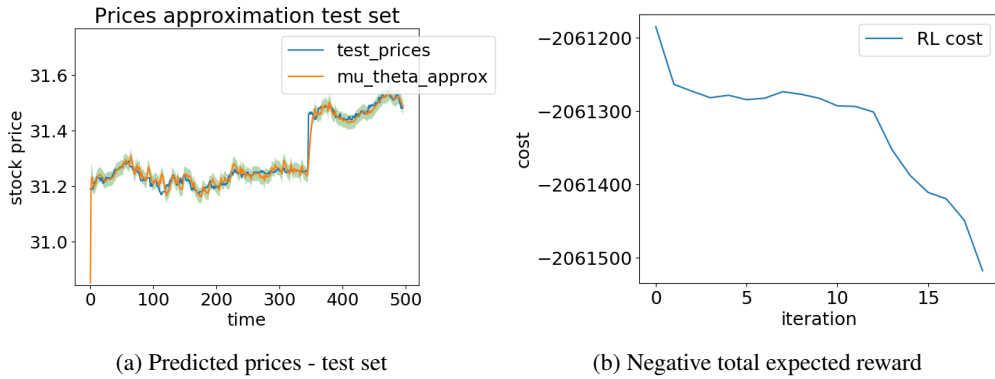 Prices approximation test set
test_prices
mu_theta_approx
31.6
31.4
31.2
31.0
stock price
0 100 200 300 400 500
time
(a) Predicted prices - test set
RL cost
−2061200
−2061300
−2061400
−2061500
cost
0 5 10 15
iteration
(b) Negative total expected reward